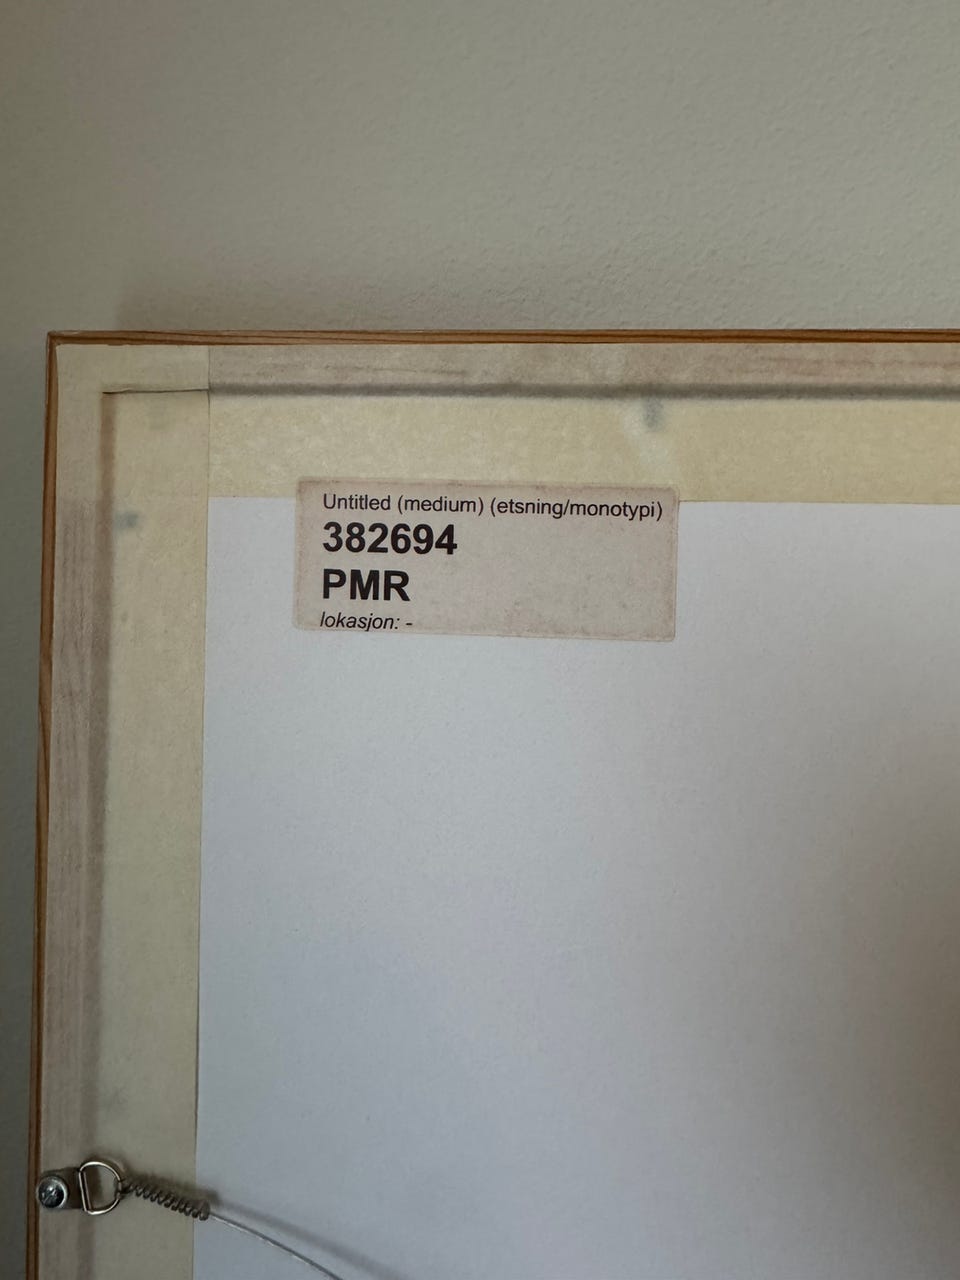 Untitled (medium) (etsning/monotypi)
382694
PMR
lokasjon: -